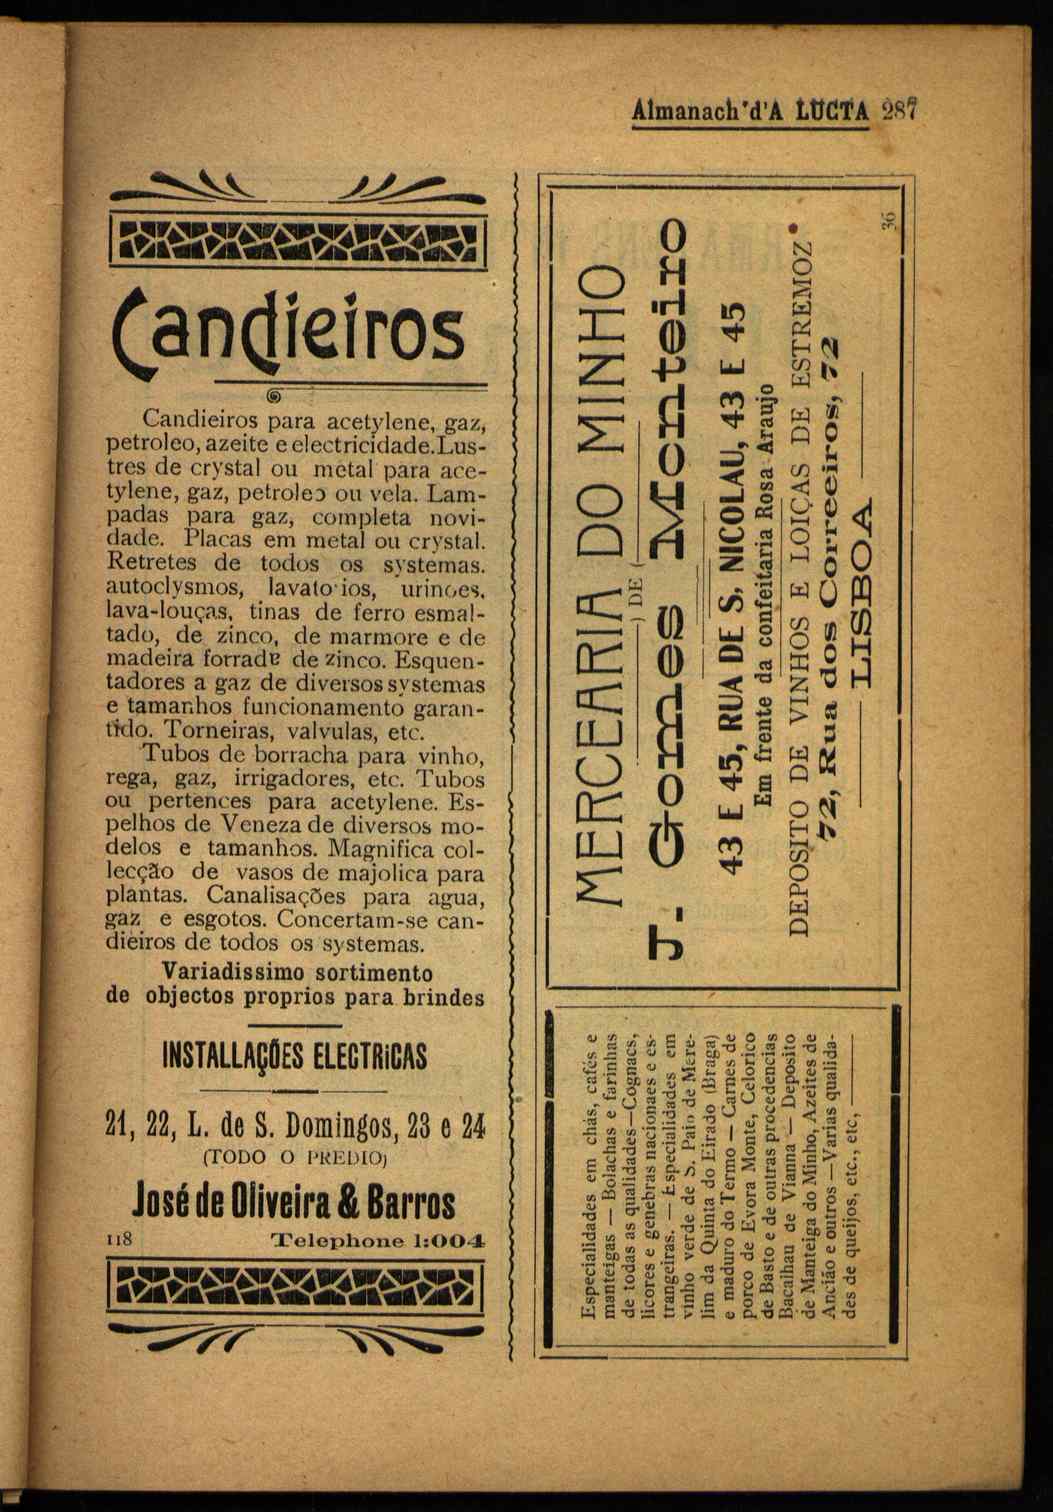 Almanach d'A LUCTA 287
Candieiros
Candieiros para acetylene, gaz,
petroleo, azeite e electricidade. Lus-
tres de crystal ou metal para ace-
tylene, gaz, petroleo ou vela. Lam-
padas para gaz, completa novi-
dade. Placas em metal ou crystal.
Retretes de todos os systemas.
autoclysmos, lavatorios, urinoes,
lava-louças, tinas de ferro esmal-
tado, de zinco, de marmore e de
madeira forrade de zinco. Esquen-
tadores a gaz de diversos systemas
e tamanhos funcionamento garan-
tido. Torneiras, valvulas, etc.
Tubos de borracha para vinho,
rega, gaz, irrigadores, etc. Tubos
ou pertences para acetylene. Es-
pelhos de Veneza de diversos mo-
delos e tamanhos. Magnifica col-
lecção de vasos de majolica para
plantas. Canalisações para agua,
gaz e esgotos. Concertam-se can-
dieiros de todos os systemas.
Variadissimo sortimento
de objectos proprios para brindes
INSTALLAÇÕES ELECTRiCAS
21, 22, L. de S. Domingos, 23 e 24
(TODO O PREDIO)
José de Oliveira & Barros
118 Telephone 1:004
MERCEARIA DO MINHO
) DE (
J. Gomes Monteiro
43 E 45, RUA DE S. NICOLAU, 43 E 45
Em frente da confeitaria Rosa Araujo
DEPOSITO DE VINHOS E LOIÇAS DE ESTREMOZ
72, Rua dos Correeiros, 72
LISBOA
36
Especialidades em chás, cafés e
manteigas — Bolachas e farinhas
de todas as qualidades—Cognacs,
licores e genebras nacionaes e es-
trangeiras. — Especialidades em
vinho verde de S. Paio de Mere-
lim da Quinta do Eirado (Braga)
e maduro do Termo — Carnes de
porco de Evora Monte, Celorico
de Basto e de outras procedencias
Bacalhau de Vianna — Deposito
de Manteiga do Minho, Azeites de
Ancião e outros — Varias qualida-
des de queijos, etc., etc,